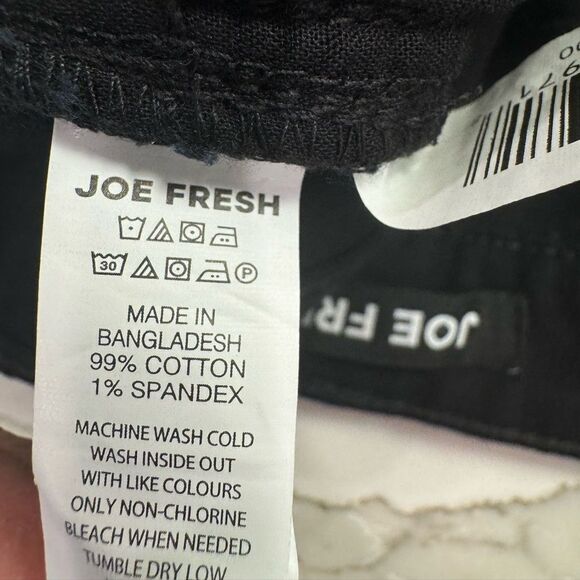 JOE FRESH
30
P
MADE IN
BANGLADESH
99% COTTON
1% SPANDEX
MACHINE WASH COLD
WASH INSIDE OUT
WITH LIKE COLOURS
ONLY NON-CHLORINE
BLEACH WHEN NEEDED
TUMBLE DRY LOW
JOE FR